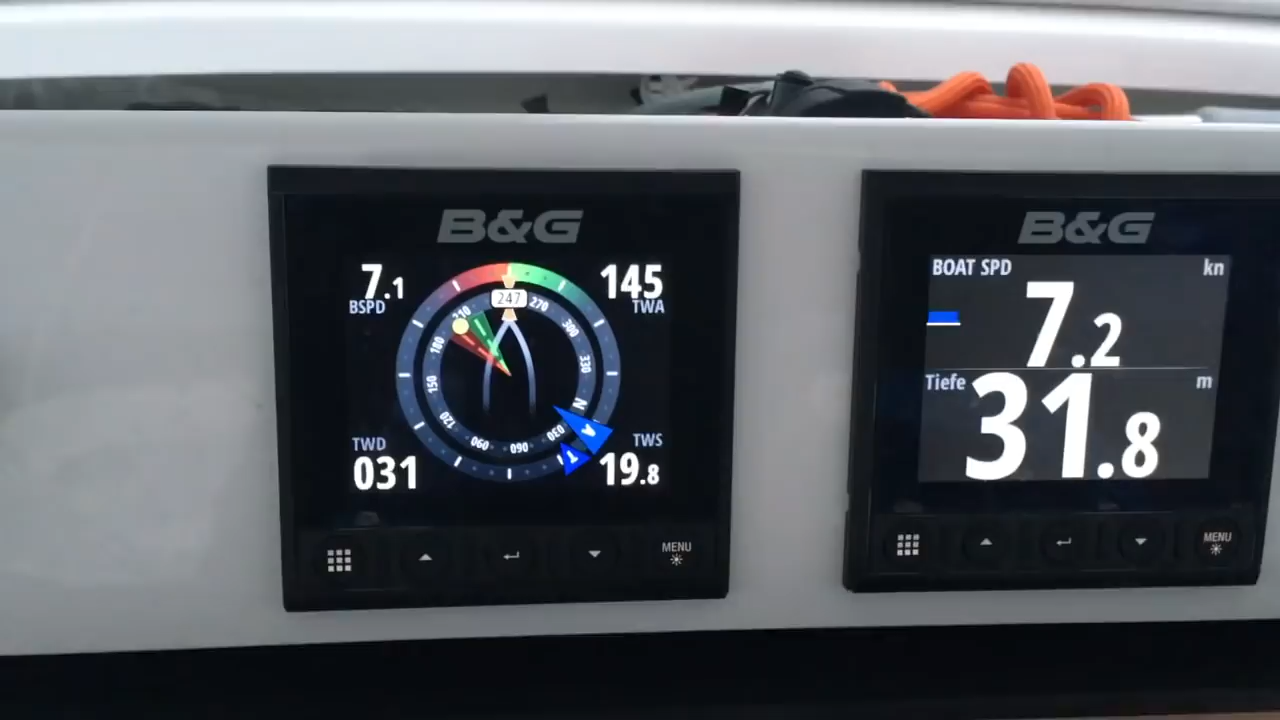 B&G
7.1
BSPD
145
TWA
247
210
270
180
300
150
330
120
N
090
060
030
A
T
TWD
031
TWS
19.8
MENU
B&G
BOAT SPD
kn
7.2
Tiefe
m
31.8
MENU